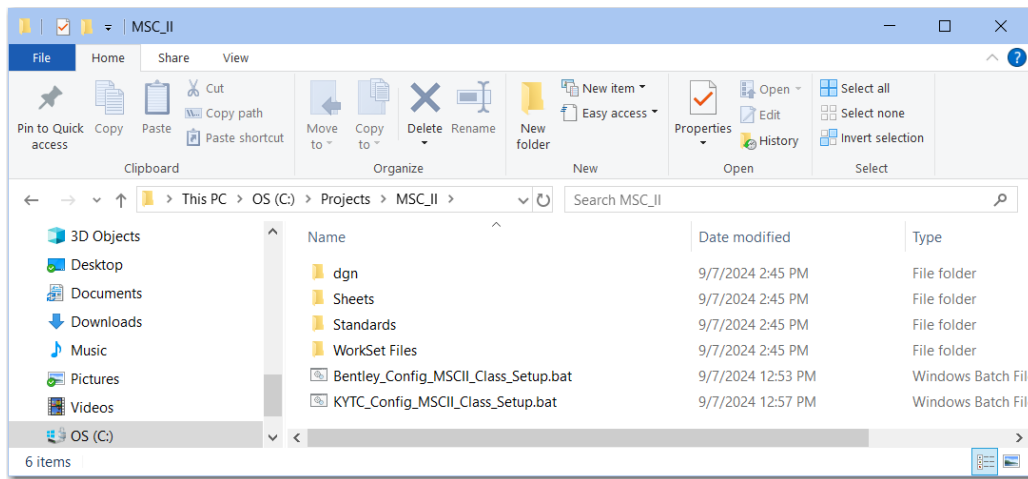 MSC_II
File Home Share View
Pin to Quick access
Copy
Paste
Cut
Copy path
Paste shortcut
Clipboard
Move to
Copy to
Delete
Rename
Organize
New folder
New item
Easy access
New
Properties
Open
Edit
History
Open
Select all
Select none
Invert selection
Select
This PC > OS (C:) > Projects > MSC_II >
Search MSC_II
3D Objects
Desktop
Documents
Downloads
Music
Pictures
Videos
OS (C:)
Name Date modified Type
dgn 9/7/2024 2:45 PM File folder
Sheets 9/7/2024 2:45 PM File folder
Standards 9/7/2024 2:45 PM File folder
WorkSet Files 9/7/2024 2:45 PM File folder
Bentley_Config_MSCII_Class_Setup.bat 9/7/2024 12:53 PM Windows Batch Fil
KYTC_Config_MSCII_Class_Setup.bat 9/7/2024 12:57 PM Windows Batch Fil
6 items